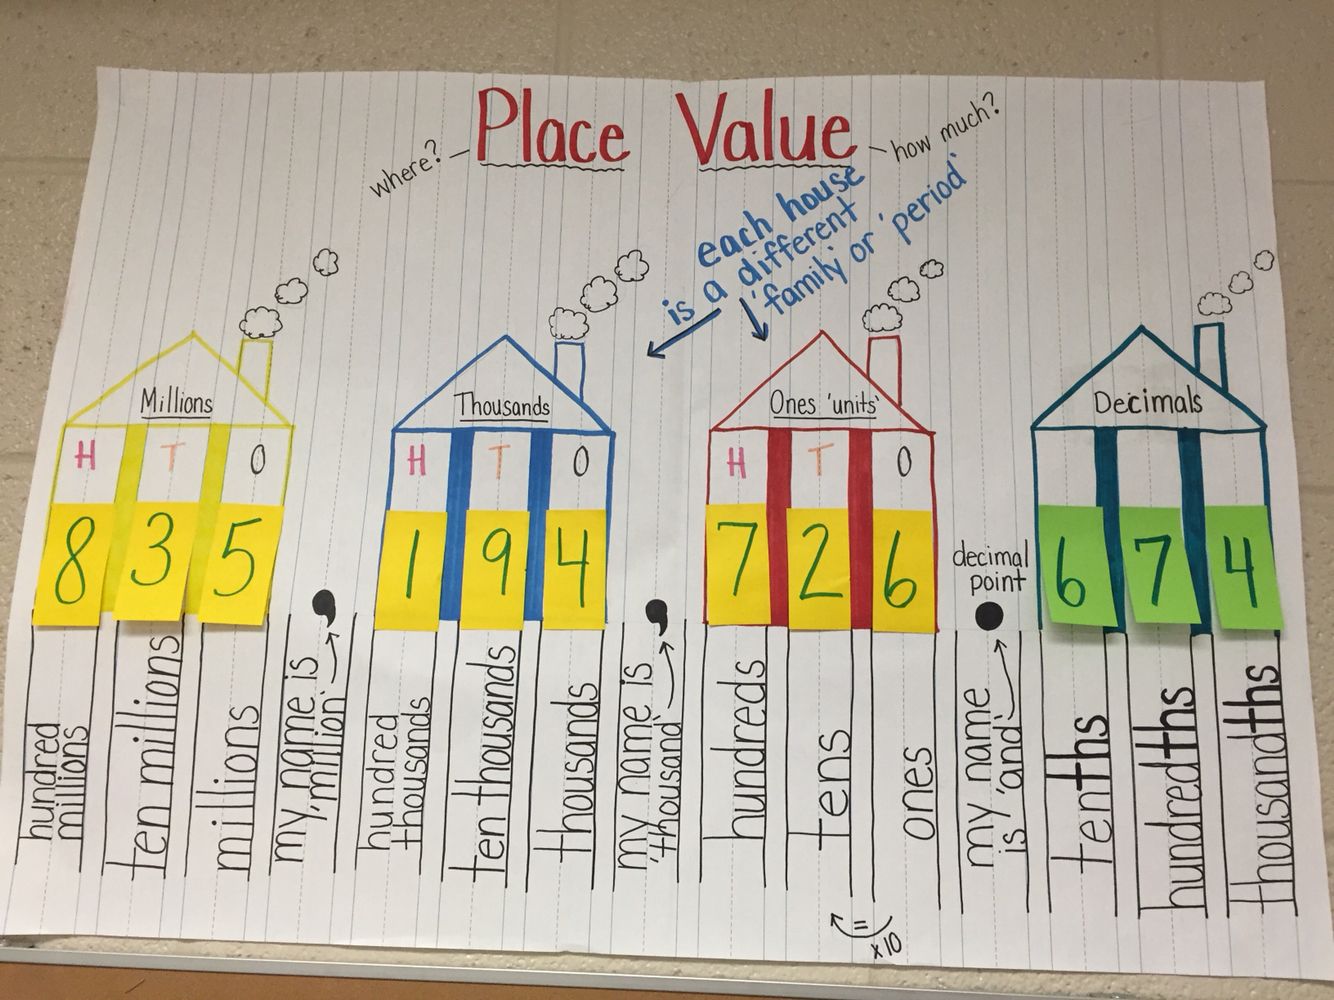 Place Value
where?
how much?
each house
is a different
'family' or 'period'
Millions
H T O
8 3 5
Thousands
H T O
1 9 4
Ones 'units'
H T O
7 2 6
decimal
point
Decimals
6 7 4
hundred
millions
ten millions
millions
my name is
'million'
hundred
thousands
ten thousands
thousands
my name is
'thousand'
hundreds
tens
ones
my name
is 'and'
tenths
hundredths
thousandths
=
x10